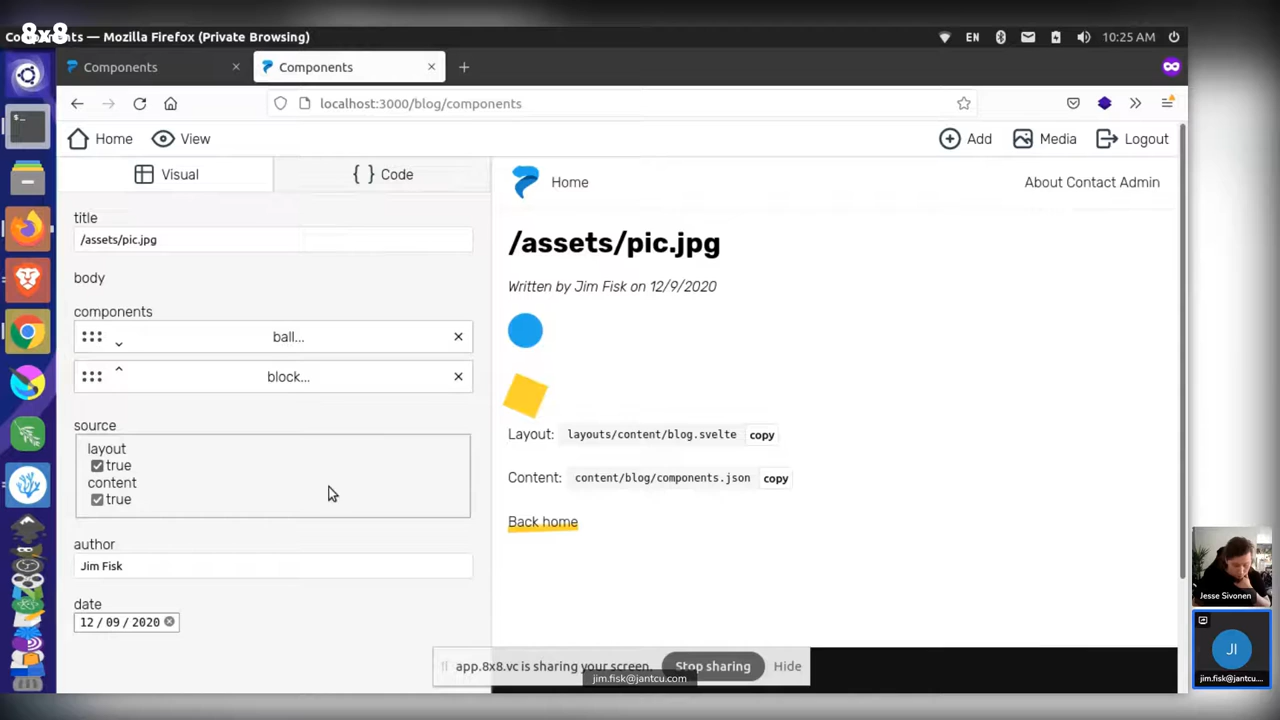 8x8
Components — Mozilla Firefox (Private Browsing)
EN
10:25 AM
Components
Components
localhost:3000/blog/components
Home
View
Add
Media
Logout
Visual
{ } Code
title
/assets/pic.jpg
body
components
ball...
block...
source
layout
true
content
true
author
Jim Fisk
date
12 / 09 / 2020
Home
About Contact Admin
/assets/pic.jpg
Written by Jim Fisk on 12/9/2020
Layout: layouts/content/blog.svelte copy
Content: content/blog/components.json copy
Back home
app.8x8.vc is sharing your screen.
Stop sharing
Hide
jim.fisk@jantcu.com
Jesse Sivonen
JI
jim.fisk@jantcu....